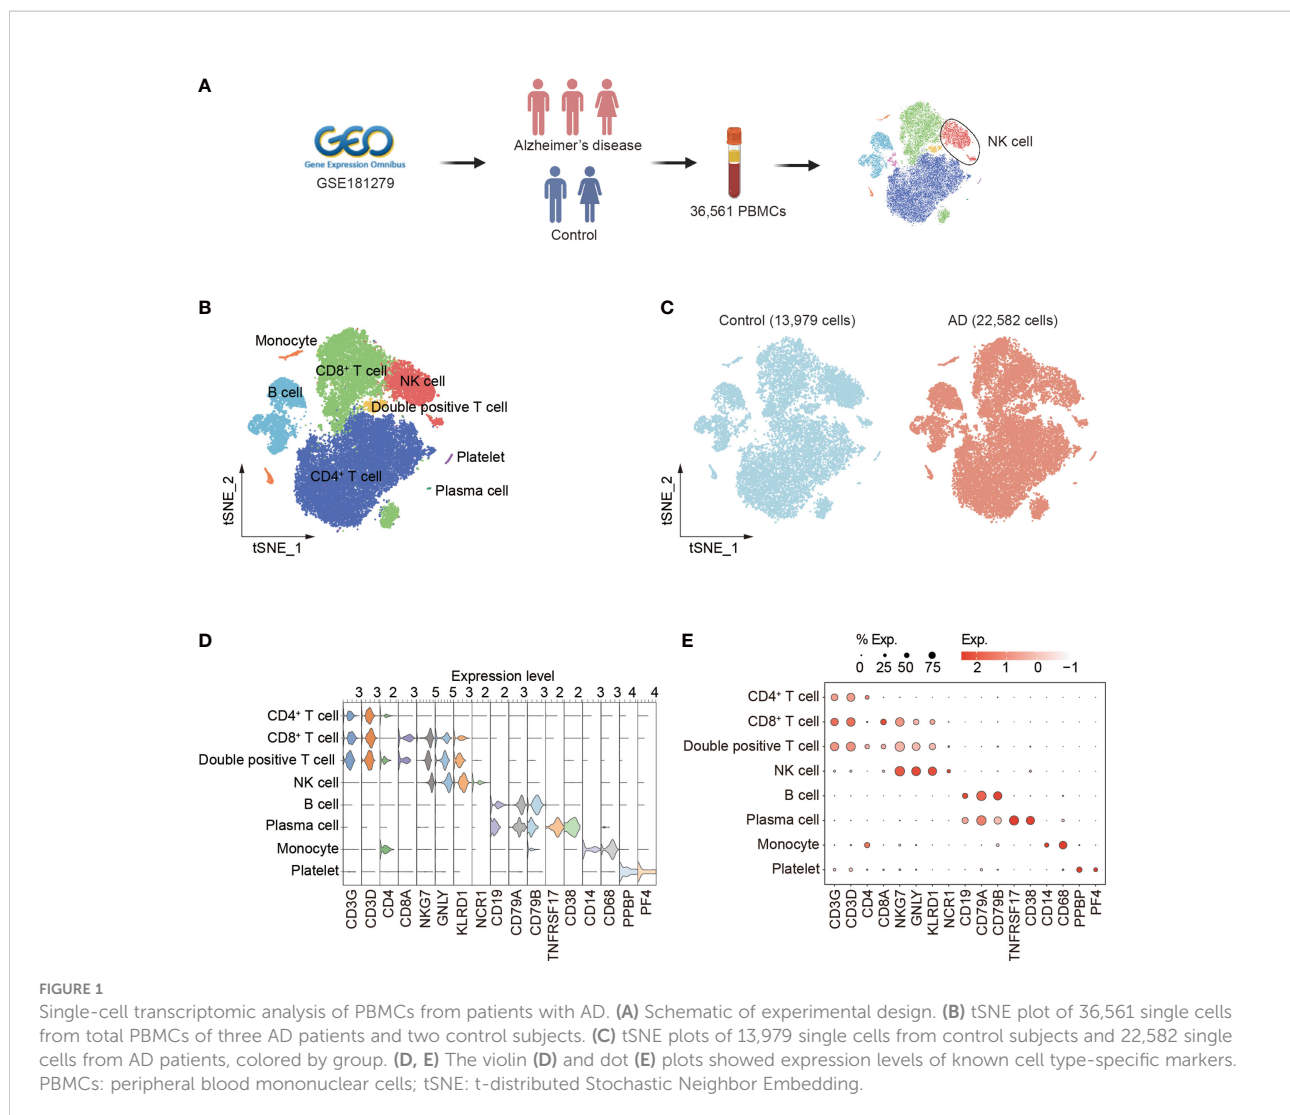 A
GEO
Gene Expression Omnibus
GSE181279
Alzheimer's disease
Control
36,561 PBMCs
NK cell
B
Monocyte
CD8⁺ T cell
NK cell
B cell
Double positive T cell
CD4⁺ T cell
Platelet
Plasma cell
tSNE_2
tSNE_1
C
Control (13,979 cells)
AD (22,582 cells)
tSNE_2
tSNE_1
D
Expression level
3 3 2 2 5 5 3 2 2 3 3 2 2 3 3 4 4
CD4⁺ T cell
CD8⁺ T cell
Double positive T cell
NK cell
B cell
Plasma cell
Monocyte
Platelet
CD3G CD3D CD4 CD8A NKG7 GNLY KLRD1 NCR1 CD19 CD79A CD79B TNFRSF17 CD38 CD14 CD68 PPBP PF4
E
% Exp.
0 25 50 75
Exp.
2 1 0 −1
CD4⁺ T cell
CD8⁺ T cell
Double positive T cell
NK cell
B cell
Plasma cell
Monocyte
Platelet
CD3G CD3D CD4 CD8A NKG7 GNLY KLRD1 NCR1 CD19 CD79A CD79B TNFRSF17 CD38 CD14 CD68 PPBP PF4
FIGURE 1
Single-cell transcriptomic analysis of PBMCs from patients with AD. (A) Schematic of experimental design. (B) tSNE plot of 36,561 single cells
from total PBMCs of three AD patients and two control subjects. (C) tSNE plots of 13,979 single cells from control subjects and 22,582 single
cells from AD patients, colored by group. (D, E) The violin (D) and dot (E) plots showed expression levels of known cell type-specific markers.
PBMCs: peripheral blood mononuclear cells; tSNE: t-distributed Stochastic Neighbor Embedding.